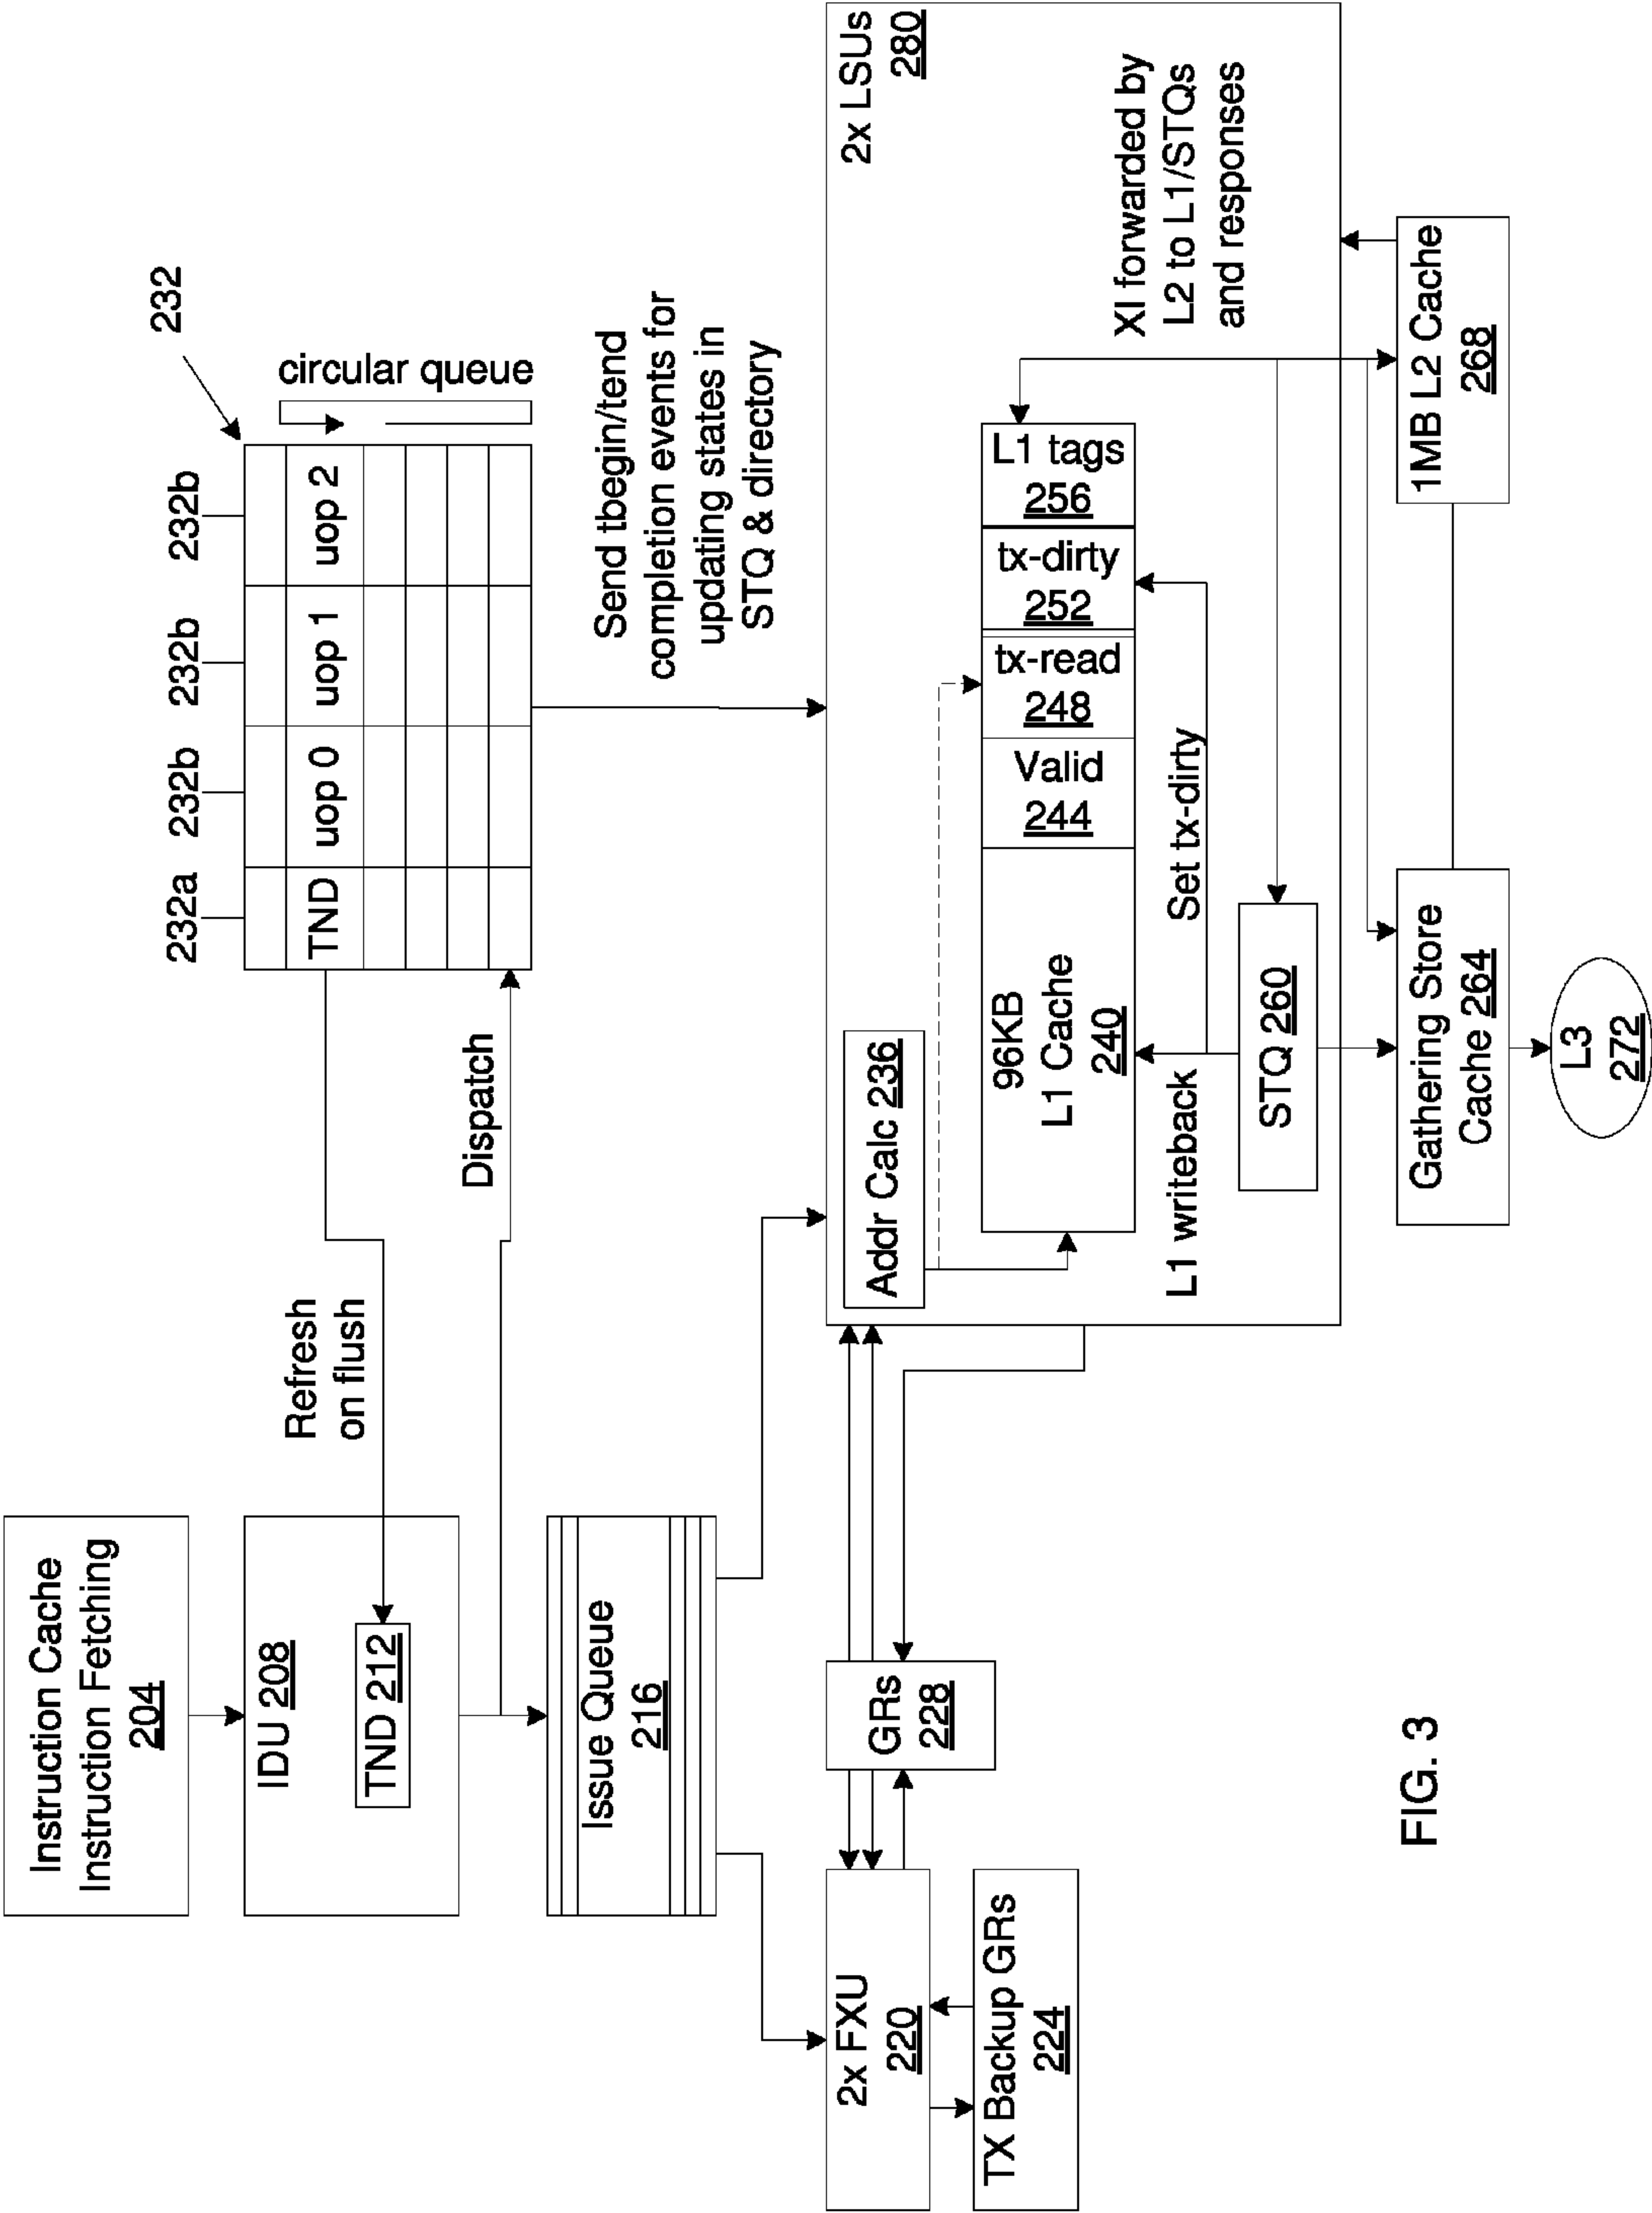 Instruction Cache
Instruction Fetching
204
IDU 208
TND 212
Refresh
on flush
Dispatch
232
232a
232b
232b
232b
TND
uop 0
uop 1
uop 2
circular queue
Issue Queue
216
Send tbegin/tend
completion events for
updating states in
STQ & directory
2x FXU
220
TX Backup GRs
224
GRs
228
2x LSUs
280
Addr Calc 236
96KB
L1 Cache
240
Valid
244
tx-read
248
tx-dirty
252
L1 tags
256
L1 writeback
Set tx-dirty
XI forwarded by
L2 to L1/STQs
and responses
STQ 260
Gathering Store
Cache 264
1MB L2 Cache
268
L3
272
FIG. 3